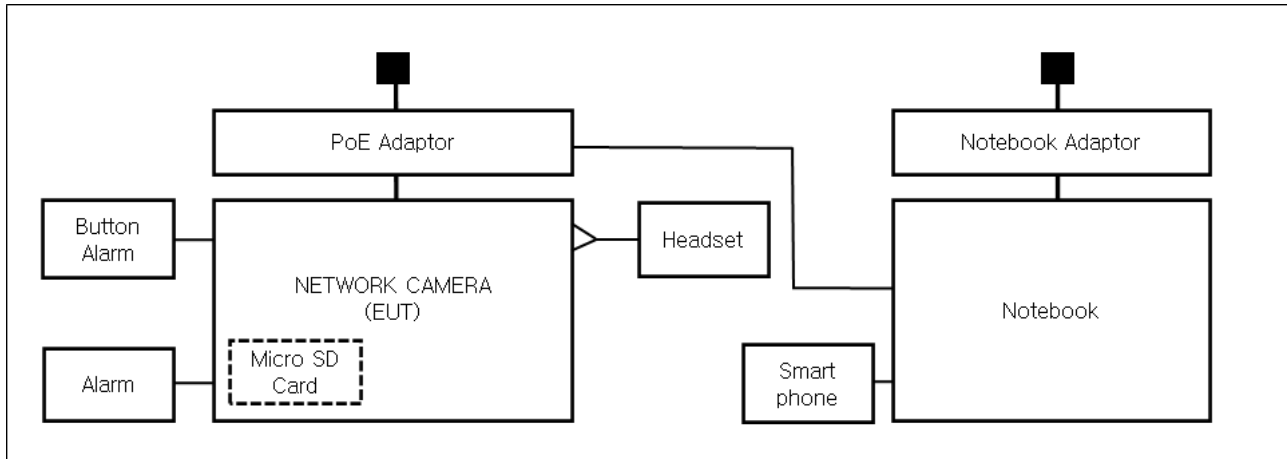 PoE Adaptor
Notebook Adaptor
Button
Alarm
Headset
NETWORK CAMERA
(EUT)
Notebook
Micro SD
Card
Alarm
Smart
phone